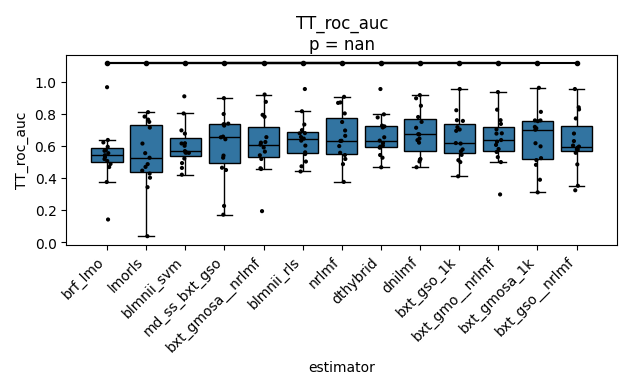 TT_roc_auc
p = nan
TT_roc_auc
1.0
0.8
0.6
0.4
0.2
0.0
brf_lmo
lmorls
blmnii_svm
md_ss_bxt_gso
bxt_gmosa__nrlmf
blmnii_rls
nrlmf
dthybrid
dnilmf
bxt_gso_1k
bxt_gmo__nrlmf
bxt_gmosa_1k
bxt_gso__nrlmf
estimator